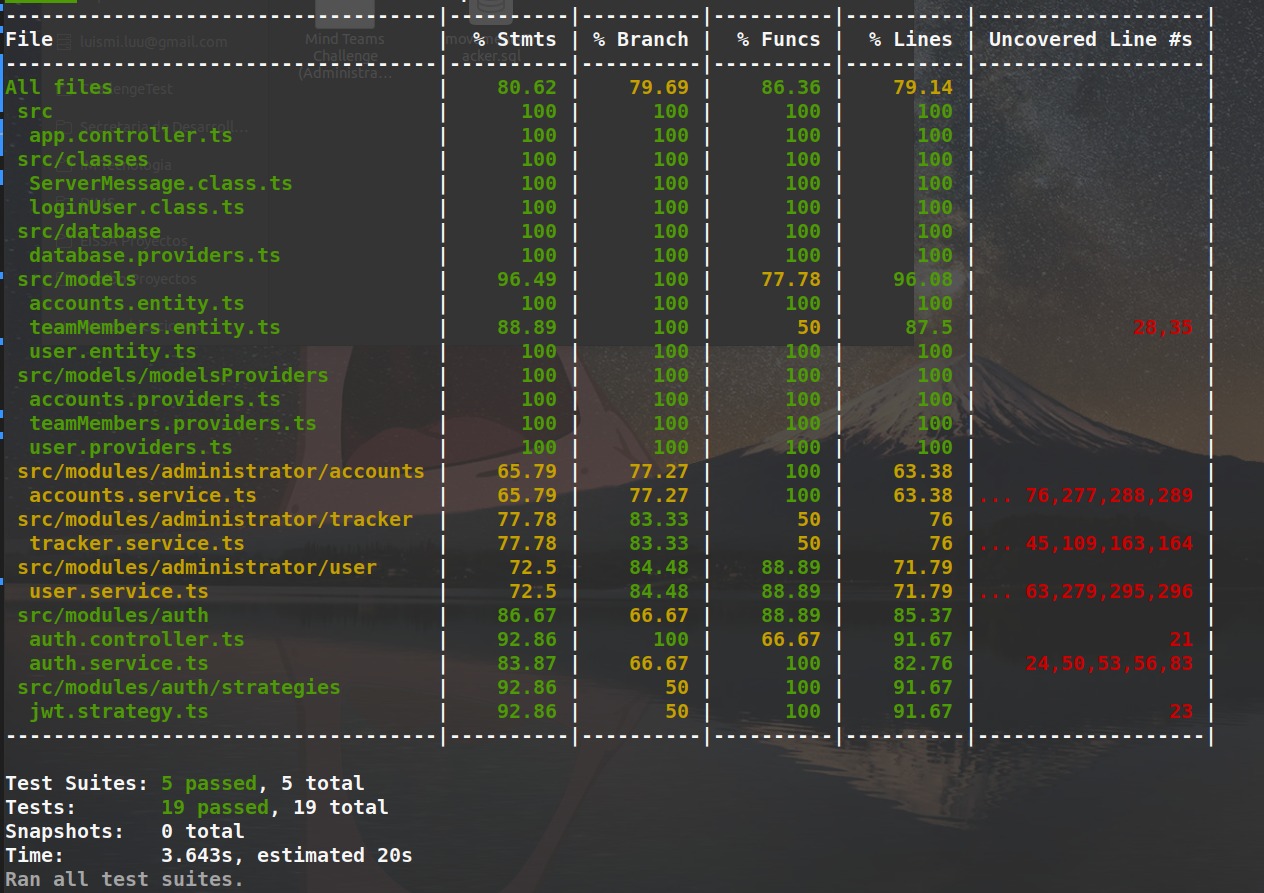 -----------------------------------|----------|----------|----------|----------|-------------------|
File | % Stmts | % Branch | % Funcs | % Lines | Uncovered Line #s |
-----------------------------------|----------|----------|----------|----------|-------------------|
All files | 80.62 | 79.69 | 86.36 | 79.14 | |
src | 100 | 100 | 100 | 100 | |
app.controller.ts | 100 | 100 | 100 | 100 | |
src/classes | 100 | 100 | 100 | 100 | |
ServerMessage.class.ts | 100 | 100 | 100 | 100 | |
loginUser.class.ts | 100 | 100 | 100 | 100 | |
src/database | 100 | 100 | 100 | 100 | |
database.providers.ts | 100 | 100 | 100 | 100 | |
src/models | 96.49 | 100 | 77.78 | 96.08 | |
accounts.entity.ts | 100 | 100 | 100 | 100 | |
teamMembers.entity.ts | 88.89 | 100 | 50 | 87.5 | 28,35 |
user.entity.ts | 100 | 100 | 100 | 100 | |
src/models/modelsProviders | 100 | 100 | 100 | 100 | |
accounts.providers.ts | 100 | 100 | 100 | 100 | |
teamMembers.providers.ts | 100 | 100 | 100 | 100 | |
user.providers.ts | 100 | 100 | 100 | 100 | |
src/modules/administrator/accounts | 65.79 | 77.27 | 100 | 63.38 | |
accounts.service.ts | 65.79 | 77.27 | 100 | 63.38 |... 76,277,288,289 |
src/modules/administrator/tracker | 77.78 | 83.33 | 50 | 76 | |
tracker.service.ts | 77.78 | 83.33 | 50 | 76 |... 45,109,163,164 |
src/modules/administrator/user | 72.5 | 84.48 | 88.89 | 71.79 | |
user.service.ts | 72.5 | 84.48 | 88.89 | 71.79 |... 63,279,295,296 |
src/modules/auth | 86.67 | 66.67 | 88.89 | 85.37 | |
auth.controller.ts | 92.86 | 100 | 66.67 | 91.67 | 21 |
auth.service.ts | 83.87 | 66.67 | 100 | 82.76 | 24,50,53,56,83 |
src/modules/auth/strategies | 92.86 | 50 | 100 | 91.67 | |
jwt.strategy.ts | 92.86 | 50 | 100 | 91.67 | 23 |
-----------------------------------|----------|----------|----------|----------|-------------------|
Test Suites: 5 passed, 5 total
Tests: 19 passed, 19 total
Snapshots: 0 total
Time: 3.643s, estimated 20s
Ran all test suites.
luismi.luu@gmail.com
Mind Teams
Challenge
(Administra...
acker.sql
EISSA Proyectos